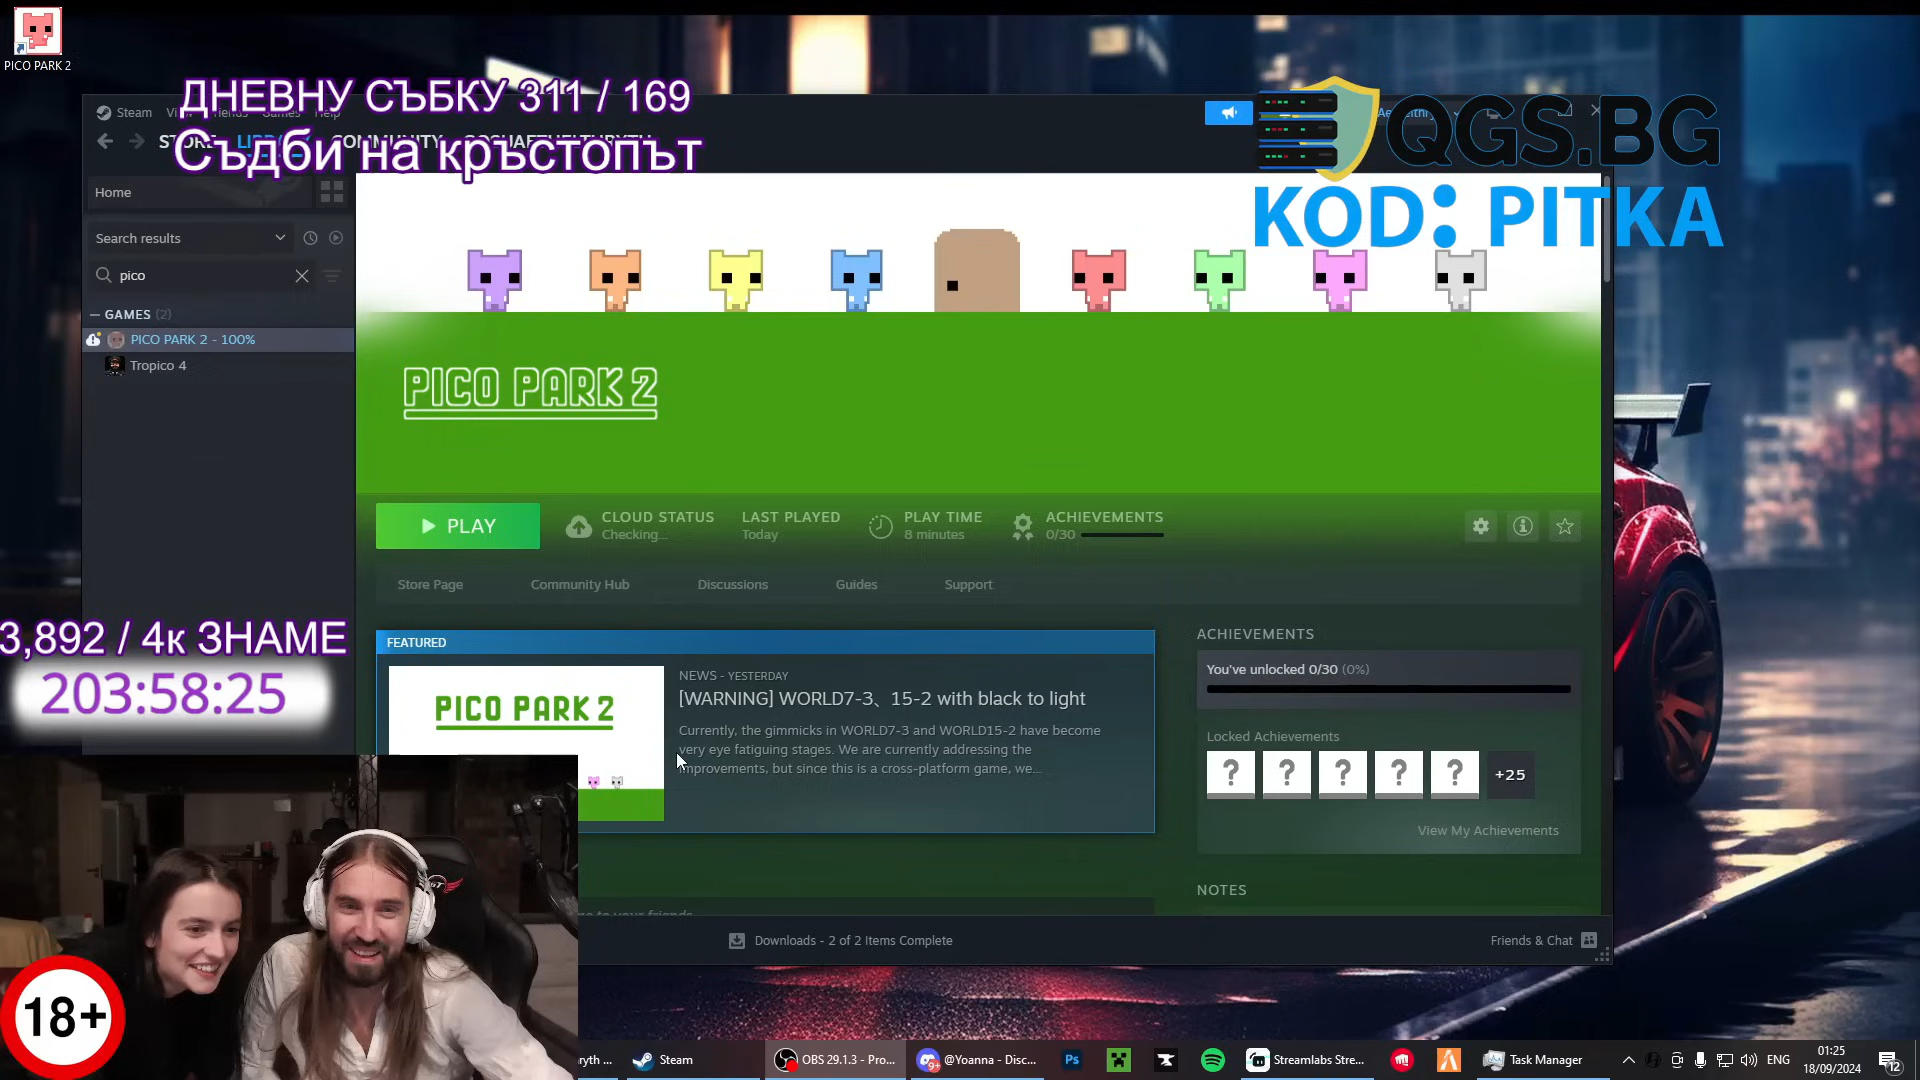 PICO PARK 2
ДНЕВНУ СЪБКУ 311 / 169
Съдби на кръстопът
Steam
Help
LIBRARY
COMMUNITY
QGS.BG
KOD: PITKA
Home
Search results
pico
GAMES (2)
PICO PARK 2 - 100%
Tropico 4
PICO PARK 2
PLAY
CLOUD STATUS
Checking...
LAST PLAYED
Today
PLAY TIME
8 minutes
ACHIEVEMENTS
0/30
Store Page
Community Hub
Discussions
Guides
Support
3,892 / 4к ЗНАМЕ
203:58:25
FEATURED
PICO PARK 2
NEWS - YESTERDAY
[WARNING] WORLD7-3、15-2 with black to light
Currently, the gimmicks in WORLD7-3 and WORLD15-2 have become
very eye fatiguing stages. We are currently addressing the
improvements, but since this is a cross-platform game, we...
ACHIEVEMENTS
You've unlocked 0/30 (0%)
Locked Achievements
? ? ? ? ?
+25
View My Achievements
NOTES
Downloads - 2 of 2 Items Complete
Friends & Chat
18+
ryth ...
Steam
OBS 29.1.3 - Pro...
@Yoanna - Disc...
Ps
Streamlabs Stre...
Task Manager
ENG
01:25
18/09/2024
12